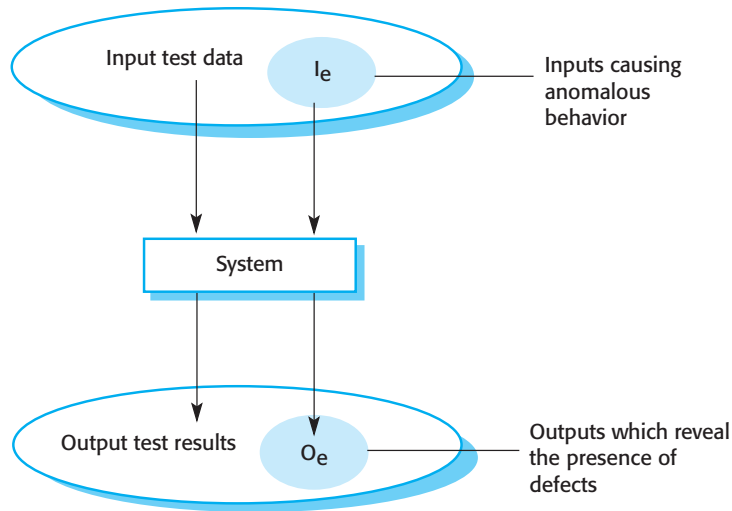 Input test data
Ie
Inputs causing
anomalous
behavior
System
Output test results
Oe
Outputs which reveal
the presence of
defects